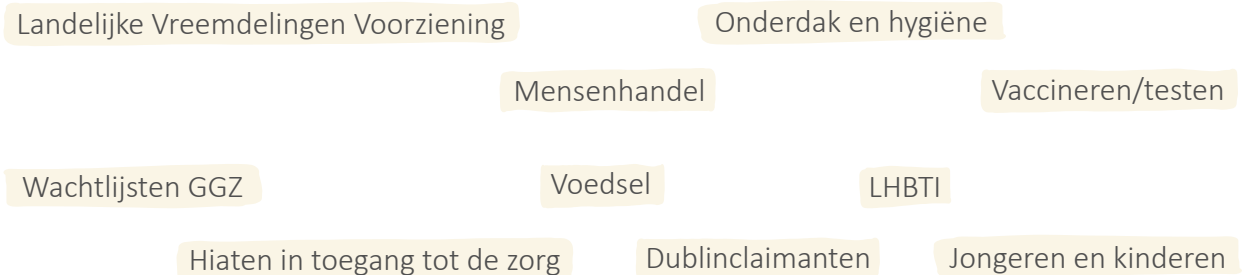 Landelijke Vreemdelingen Voorziening
Onderdak en hygiëne
Mensenhandel
Vaccineren/testen
Wachtlijsten GGZ
Voedsel
LHBTI
Hiaten in toegang tot de zorg
Dublinclaimanten
Jongeren en kinderen